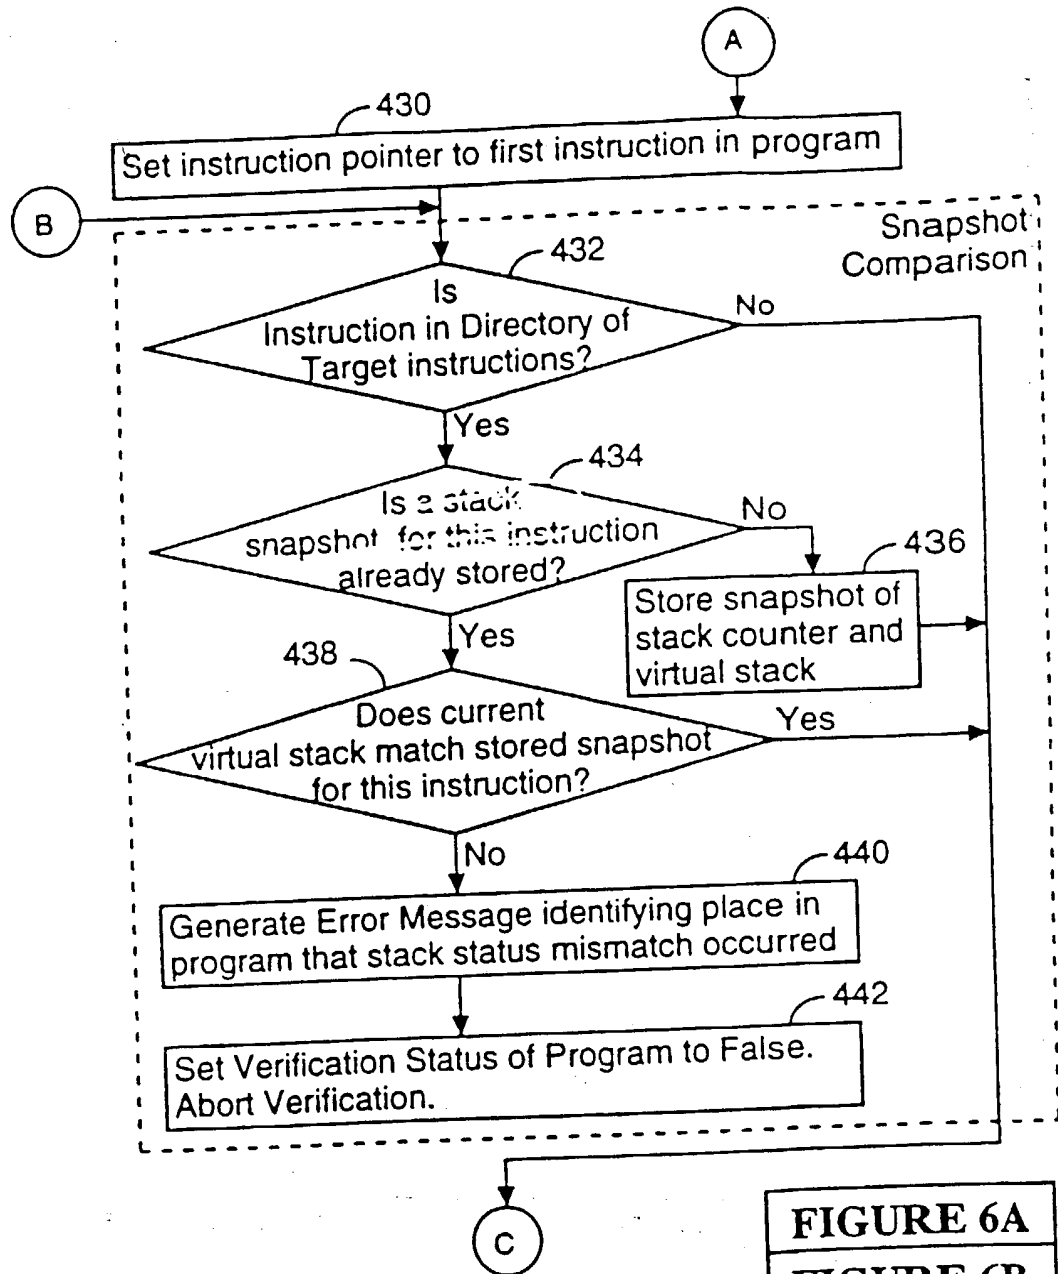 A
430
Set instruction pointer to first instruction in program
B
Snapshot
Comparison
432
Is
Instruction in Directory of
Target instructions?
No
Yes
434
Is a stack
snapshot for this instruction
already stored?
No
436
Store snapshot of
stack counter and
virtual stack
Yes
438
Does current
virtual stack match stored snapshot
for this instruction?
Yes
No
440
Generate Error Message identifying place in
program that stack status mismatch occurred
442
Set Verification Status of Program to False.
Abort Verification.
C
FIGURE 6A
FIGURE 6B